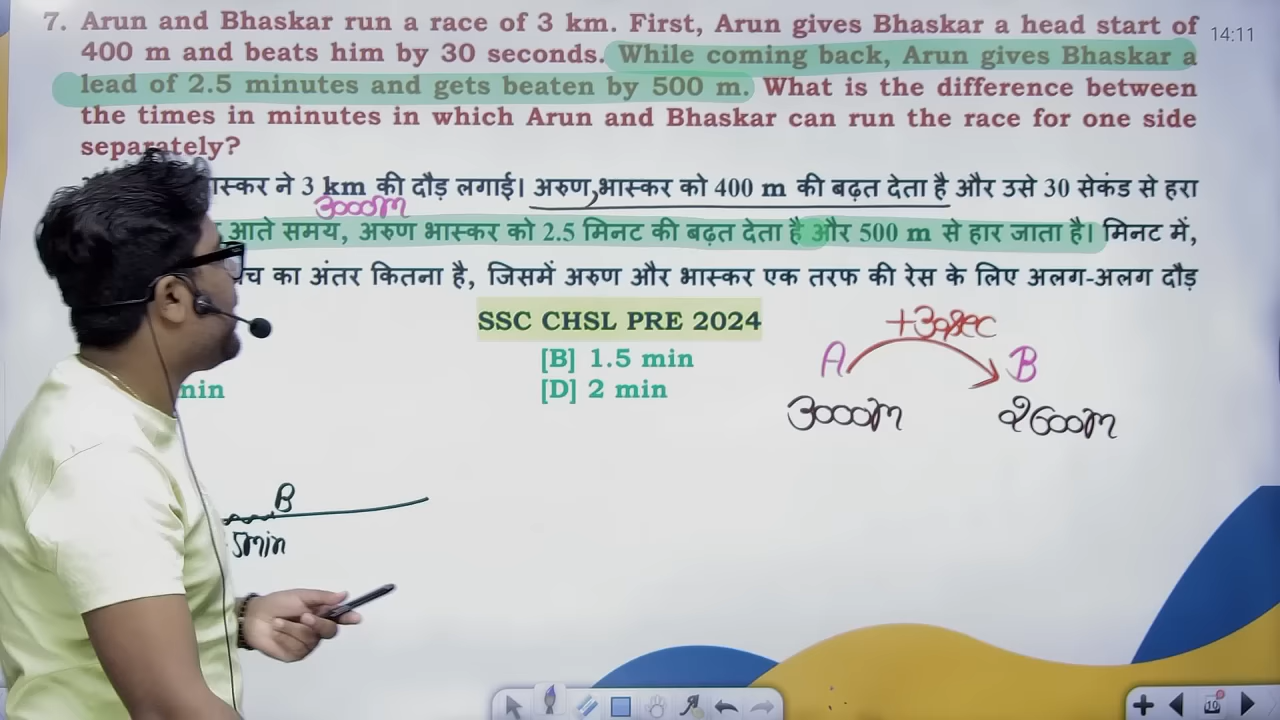 7. Arun and Bhaskar run a race of 3 km. First, Arun gives Bhaskar a head start of
14:11
400 m and beats him by 30 seconds. While coming back, Arun gives Bhaskar a
lead of 2.5 minutes and gets beaten by 500 m. What is the difference between
the times in minutes in which Arun and Bhaskar can run the race for one side
separately?
ास्कर ने 3 km की दौड़ लगाई। अरुण, भास्कर को 400 m की बढ़त देता है और उसे 30 सेकंड से हरा
3000m
आते समय, अरुण भास्कर को 2.5 मिनट की बढ़त देता है और 500 m से हार जाता है। मिनट में,
च का अंतर कितना है, जिसमें अरुण और भास्कर एक तरफ की रेस के लिए अलग-अलग दौड़
SSC CHSL PRE 2024
+30sec
[B] 1.5 min
A B
min
[D] 2 min
3000m 2600m
B
5min
19